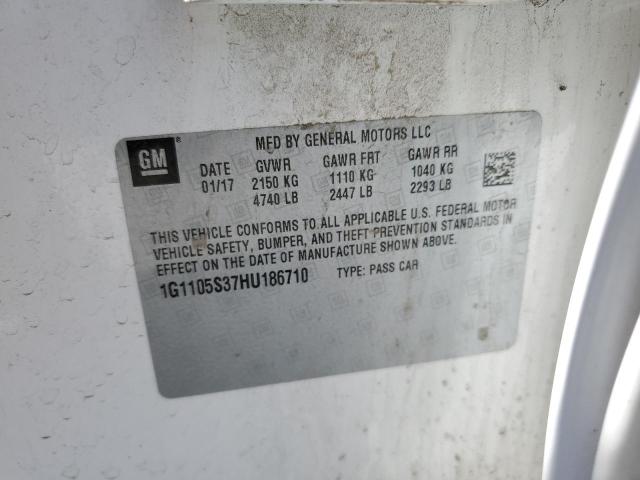 MFD BY GENERAL MOTORS LLC
GM®
DATE GVWR GAWR FRT GAWR RR
01/17 2150 KG 1110 KG 1040 KG
4740 LB 2447 LB 2293 LB
THIS VEHICLE CONFORMS TO ALL APPLICABLE U.S. FEDERAL MOTOR
VEHICLE SAFETY, BUMPER, AND THEFT PREVENTION STANDARDS IN
EFFECT ON THE DATE OF MANUFACTURE SHOWN ABOVE.
1G1105S37HU186710 TYPE: PASS CAR